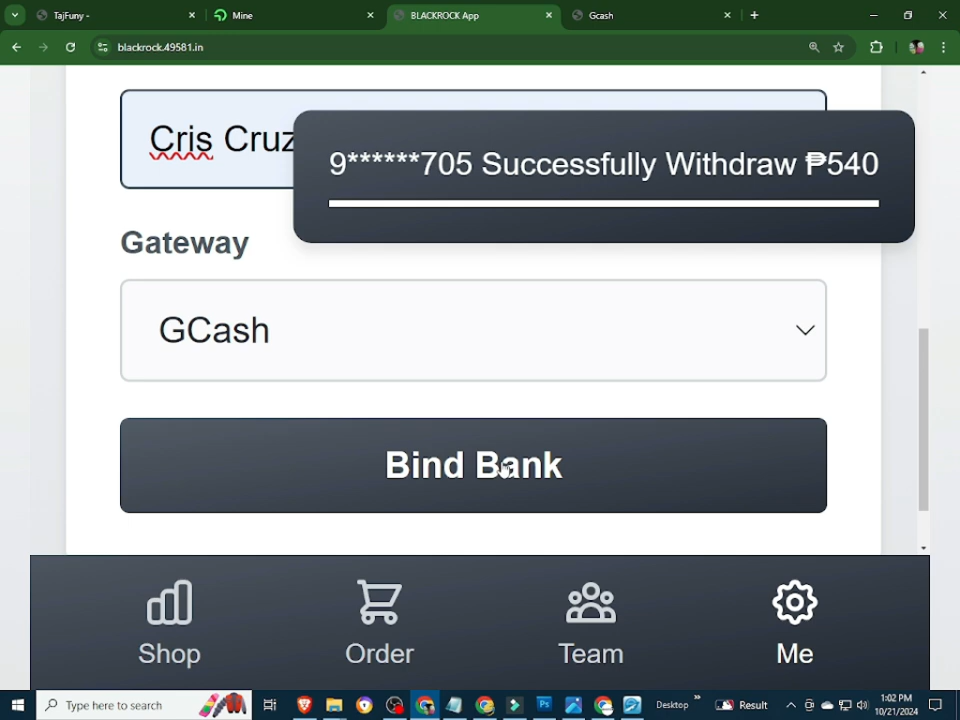 TajFuny -
Mine
BLACKROCK App
Gcash
blackrock.49581.in
Cris Cruz
9******705 Successfully Withdraw ₱540
Gateway
GCash
Bind Bank
Shop
Order
Team
Me
Type here to search
Desktop
Result
1:02 PM
10/21/2024